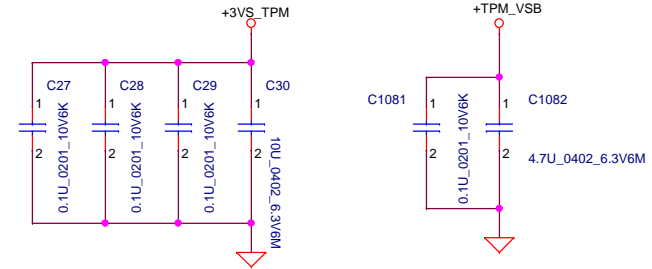 +3VS_TPM
C27
C28
C29
C30
1
1
1
1
2
2
2
2
0.1U_0201_10V6K
0.1U_0201_10V6K
0.1U_0201_10V6K
10U_0402_6.3V6M
+TPM_VSB
C1081
C1082
1
1
2
2
0.1U_0201_10V6K
4.7U_0402_6.3V6M